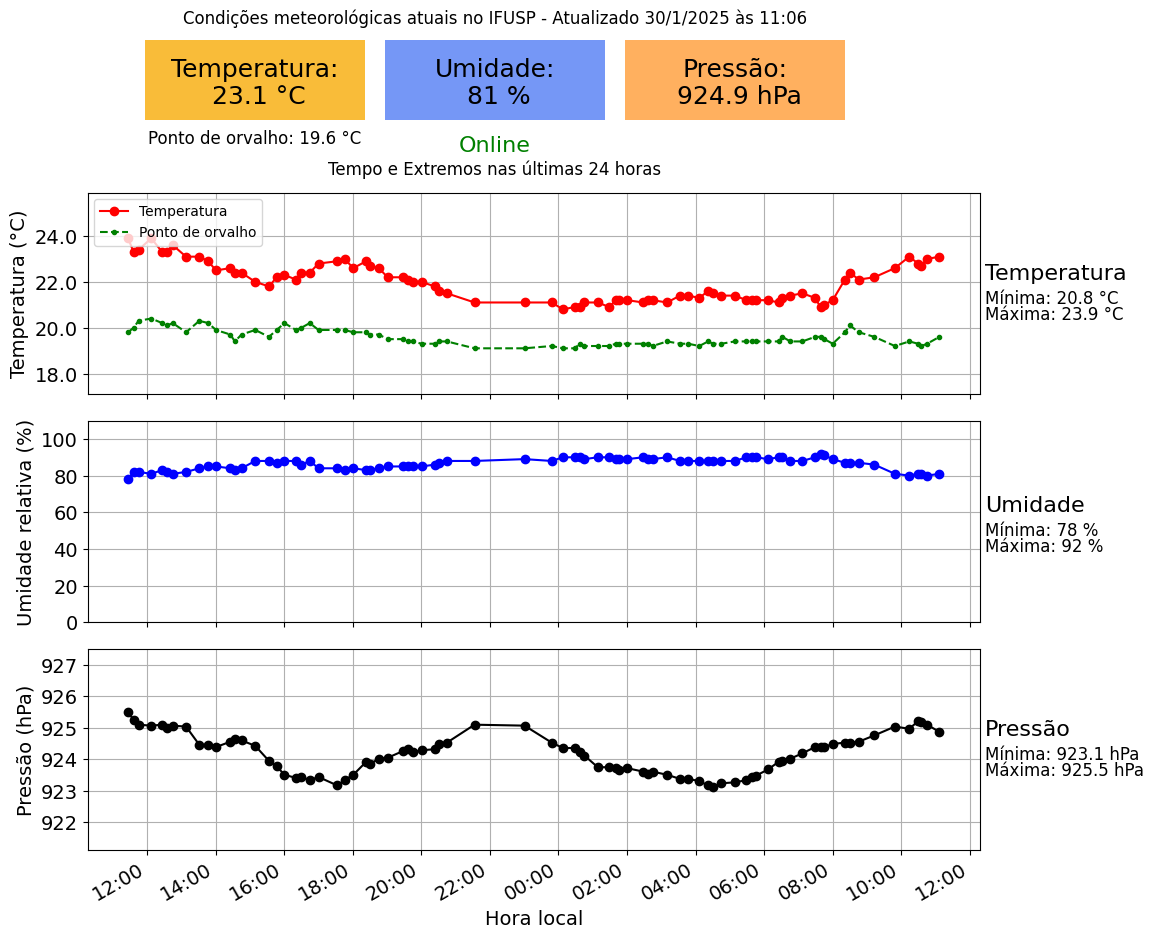 Condições meteorológicas atuais no IFUSP - Atualizado 30/1/2025 às 11:06
Temperatura:
23.1 °C
Umidade:
81 %
Pressão:
924.9 hPa
Ponto de orvalho: 19.6 °C
Online
Tempo e Extremos nas últimas 24 horas
Temperatura (°C)
24.0
22.0
20.0
18.0
Temperatura
Ponto de orvalho
Temperatura
Mínima: 20.8 °C
Máxima: 23.9 °C
Umidade relativa (%)
100
80
60
40
20
0
Umidade
Mínima: 78 %
Máxima: 92 %
Pressão (hPa)
927
926
925
924
923
922
Pressão
Mínima: 923.1 hPa
Máxima: 925.5 hPa
12:00 14:00 16:00 18:00 20:00 22:00 00:00 02:00 04:00 06:00 08:00 10:00 12:00
Hora local